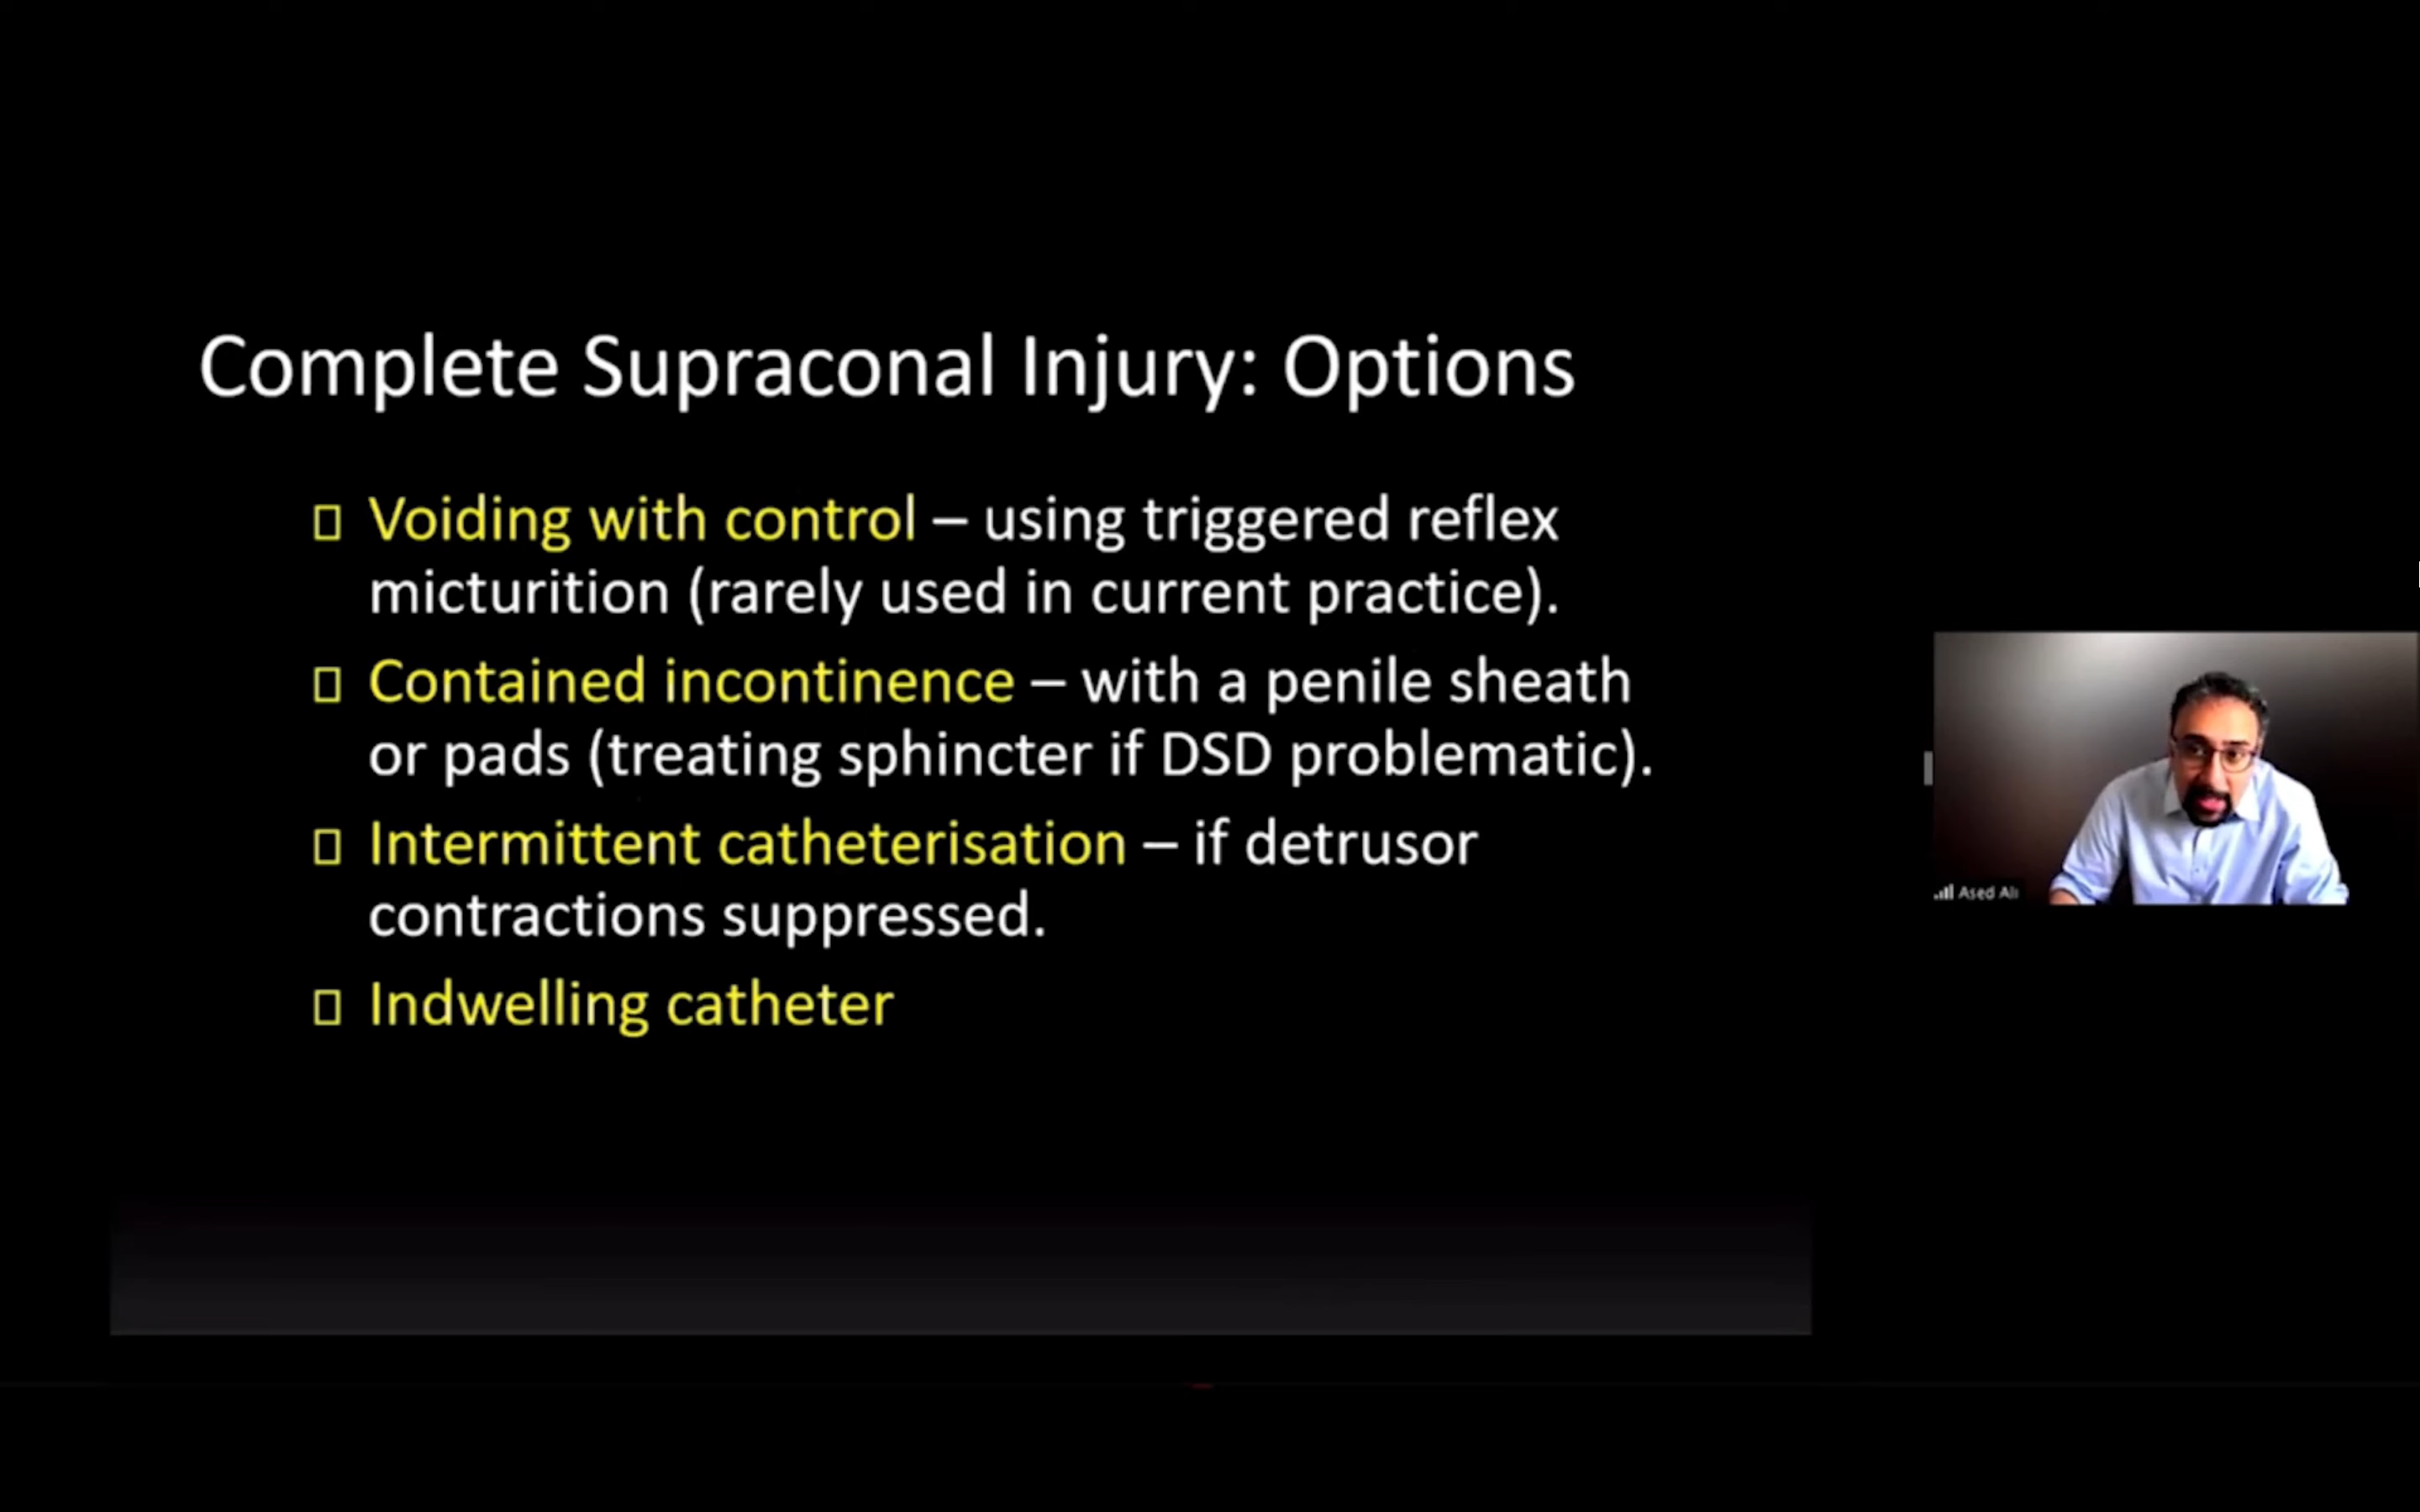 Complete Supraconal Injury: Options
Voiding with control – using triggered reflex
micturition (rarely used in current practice).
Contained incontinence – with a penile sheath
or pads (treating sphincter if DSD problematic).
Intermittent catheterisation – if detrusor
contractions suppressed.
Indwelling catheter
Ased Ali